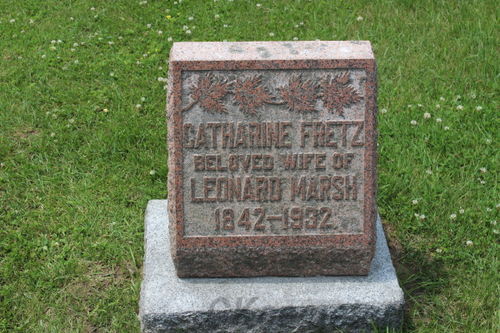 CATHARINE FRETZ
BELOVED WIFE OF
LEONARD MARSH
1842-1932